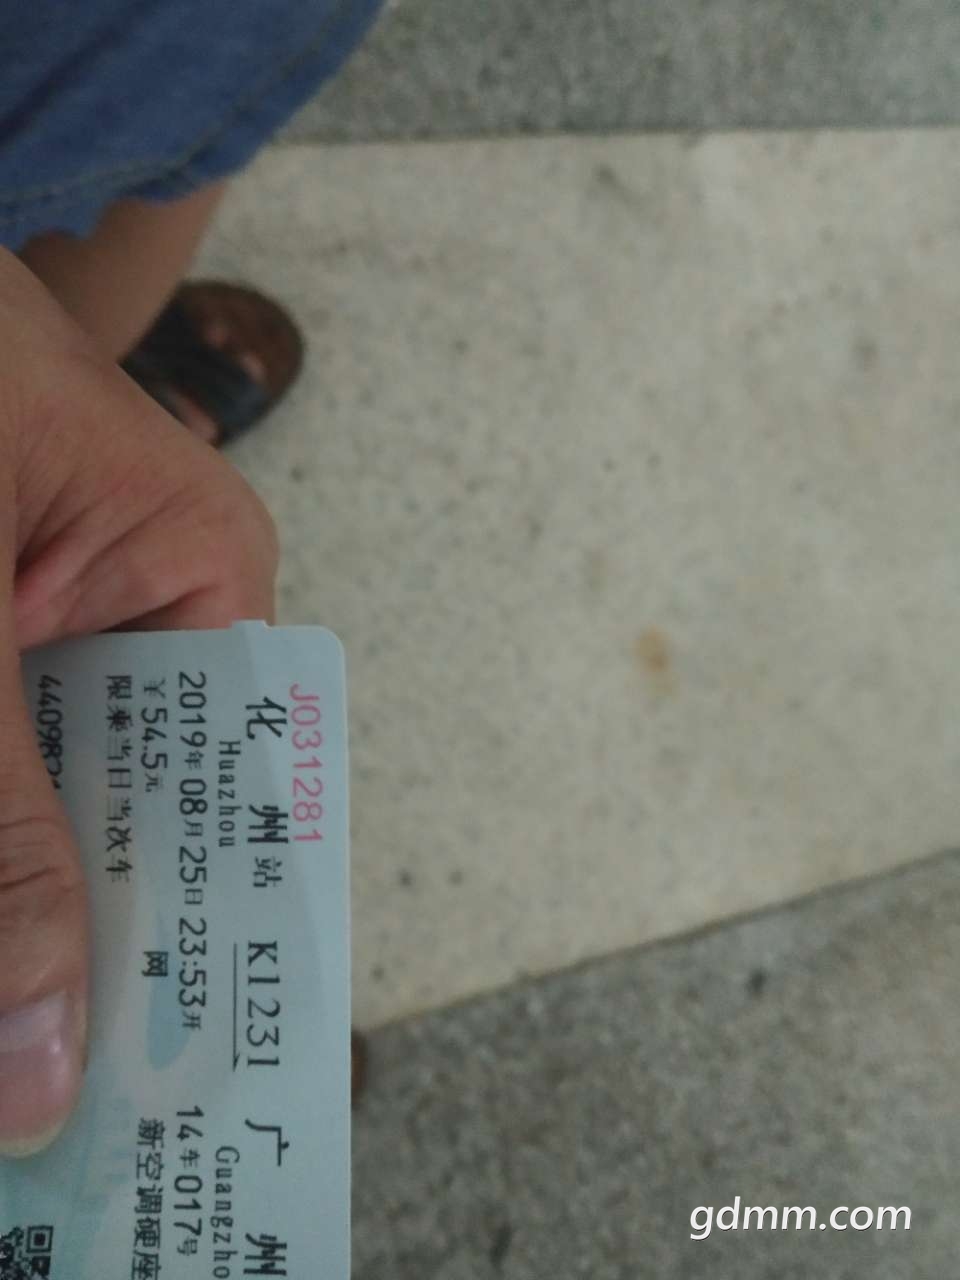 J031281
化 州站 K1231 广 州
Huazhou Guangzho
2019年08月25日23:53开 14车017号
¥54.5元 网 新空调硬座
限乘当日当次车
440982
gdmm.com